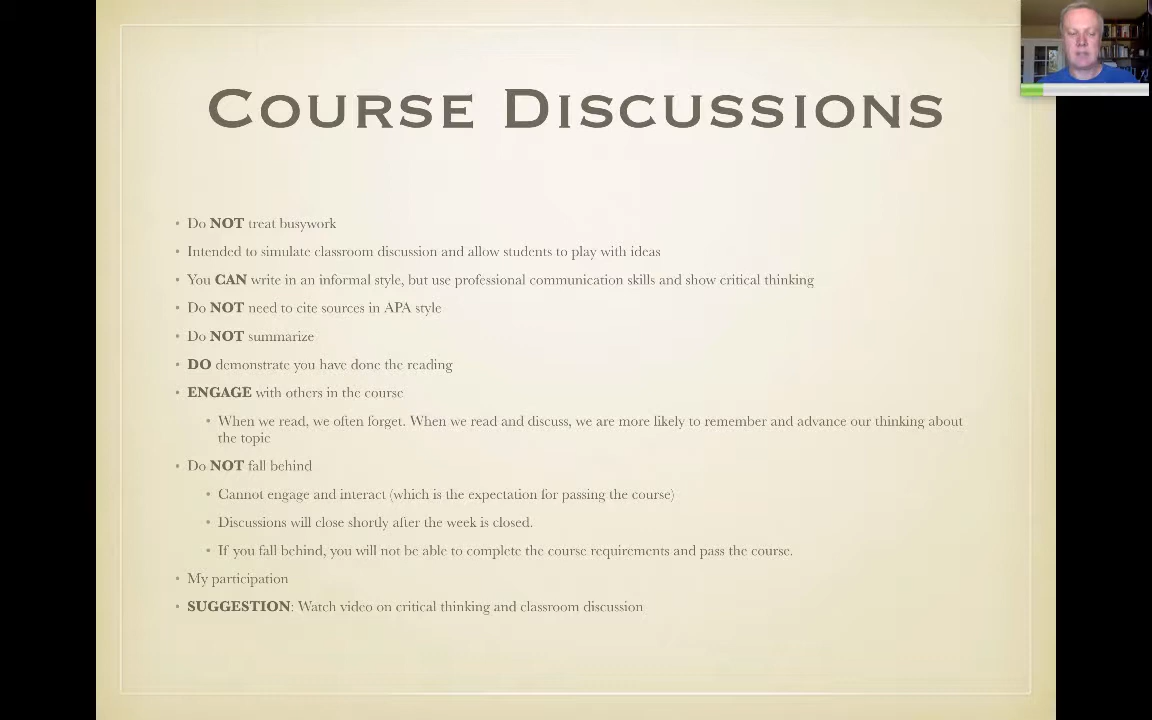 COURSE DISCUSSIONS
• Do NOT treat busywork
• Intended to simulate classroom discussion and allow students to play with ideas
• You CAN write in an informal style, but use professional communication skills and show critical thinking
• Do NOT need to cite sources in APA style
• Do NOT summarize
• DO demonstrate you have done the reading
• ENGAGE with others in the course
• When we read, we often forget. When we read and discuss, we are more likely to remember and advance our thinking about
the topic
• Do NOT fall behind
• Cannot engage and interact (which is the expectation for passing the course)
• Discussions will close shortly after the week is closed.
• If you fall behind, you will not be able to complete the course requirements and pass the course.
• My participation
• SUGGESTION: Watch video on critical thinking and classroom discussion